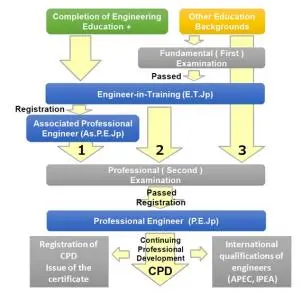 Completion of Engineering
Education +
Other Education
Backgrounds
Fundamental ( First )
Examination
Passed
Engineer-in-Training (E.T.Jp)
Registration
Associated Professional
Engineer (As.P.E.Jp)
1
2
3
Professional ( Second )
Examination
Passed
Registration
Professional Engineer (P.E.Jp)
Registration of
CPD
Issue of the
certificate
Continuing
Professional
Development
CPD
International
qualifications of
engineers
(APEC, IPEA)